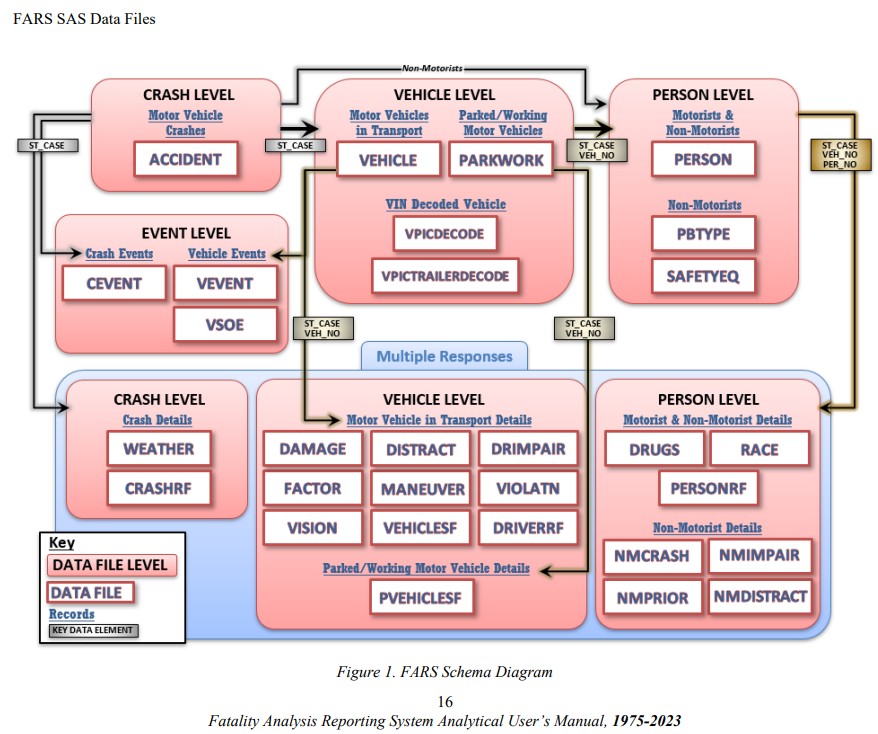 FARS SAS Data Files
Non-Motorists
CRASH LEVEL
Motor Vehicle
Crashes
ACCIDENT
ST_CASE
ST_CASE
VEHICLE LEVEL
Motor Vehicles
in Transport
VEHICLE
Parked/Working
Motor Vehicles
PARKWORK
VIN Decoded Vehicle
VPICDECODE
VPICTRAILERDECODE
ST_CASE
VEH_NO
PERSON LEVEL
Motorists &
Non-Motorists
PERSON
Non-Motorists
PBTYPE
SAFETYEQ
ST_CASE
VEH_NO
PER_NO
EVENT LEVEL
Crash Events
CEVENT
Vehicle Events
VEVENT
VSOE
ST_CASE
VEH_NO
ST_CASE
VEH_NO
Multiple Responses
CRASH LEVEL
Crash Details
WEATHER
CRASHRF
VEHICLE LEVEL
Motor Vehicle in Transport Details
DAMAGE DISTRACT DRIMPAIR
FACTOR MANEUVER VIOLATN
VISION VEHICLESF DRIVERRF
Parked/Working Motor Vehicle Details
PVEHICLESF
PERSON LEVEL
Motorist & Non-Motorist Details
DRUGS RACE
PERSONRF
Non-Motorist Details
NMCRASH NMIMPAIR
NMPRIOR NMDISTRACT
Key
DATA FILE LEVEL
DATA FILE
Records
KEY DATA ELEMENT
Figure 1. FARS Schema Diagram
16
Fatality Analysis Reporting System Analytical User's Manual, 1975-2023